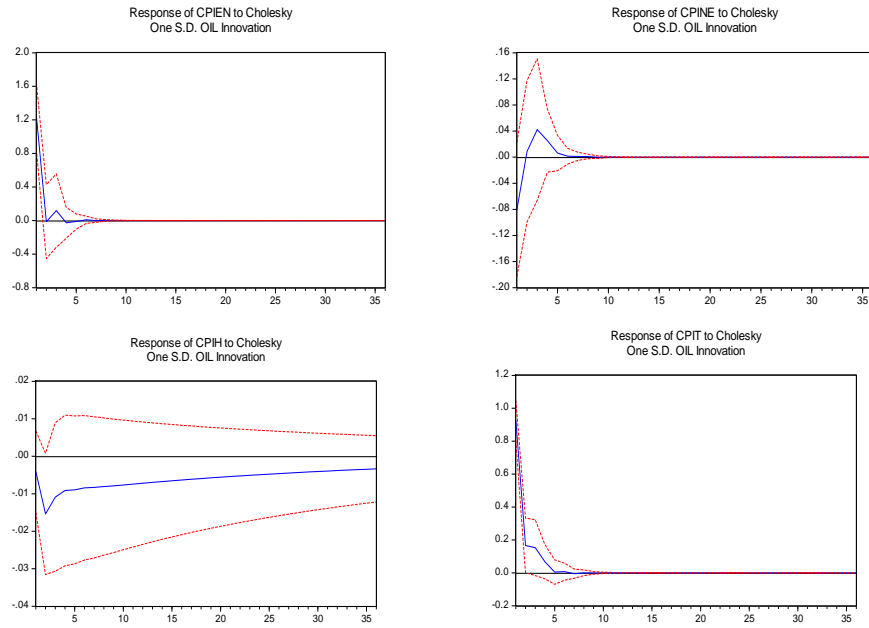 Response of CPIEN to Cholesky
One S.D. OIL Innovation
2.0
1.6
1.2
0.8
0.4
0.0
-0.4
-0.8
5 10 15 20 25 30 35
Response of CPINE to Cholesky
One S.D. OIL Innovation
.16
.12
.08
.04
.00
-.04
-.08
-.12
-.16
-.20
5 10 15 20 25 30 35
Response of CPIH to Cholesky
One S.D. OIL Innovation
.02
.01
.00
-.01
-.02
-.03
-.04
5 10 15 20 25 30 35
Response of CPIT to Cholesky
One S.D. OIL Innovation
1.2
1.0
0.8
0.6
0.4
0.2
0.0
-0.2
5 10 15 20 25 30 35